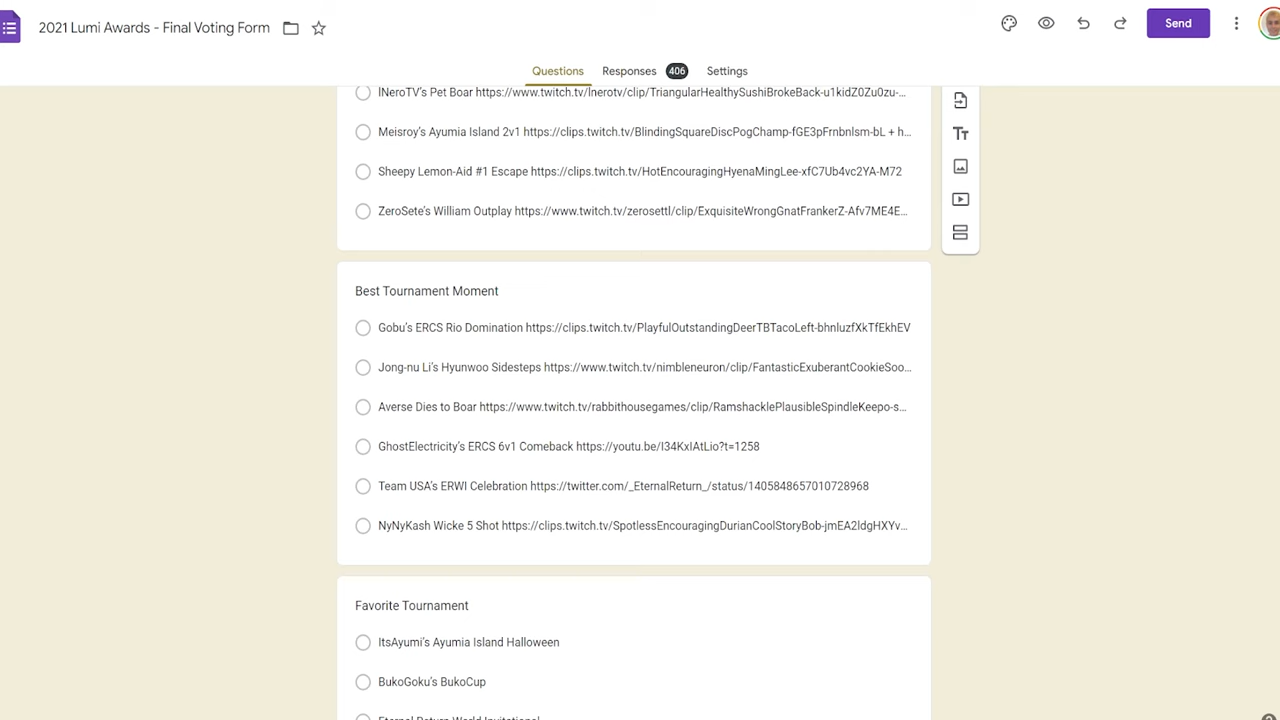 2021 Lumi Awards - Final Voting Form
Send
Questions
Responses 406
Settings
lNeroTV's Pet Boar https://www.twitch.tv/lnerotv/clip/TriangularHealthySushiBrokeBack-u1kidZ0Zu0zu-...
Meisroy's Ayumia Island 2v1 https://clips.twitch.tv/BlindingSquareDiscPogChamp-fGE3pFrnbnlsm-bL + h...
Sheepy Lemon-Aid #1 Escape https://clips.twitch.tv/HotEncouragingHyenaMingLee-xfC7Ub4vc2YA-M72
ZeroSete's William Outplay https://www.twitch.tv/zerosettl/clip/ExquisiteWrongGnatFrankerZ-Afv7ME4E...
Best Tournament Moment
Gobu's ERCS Rio Domination https://clips.twitch.tv/PlayfulOutstandingDeerTBTacoLeft-bhnluzfXkTfEkhEV
Jong-nu Li's Hyunwoo Sidesteps https://www.twitch.tv/nimbleneuron/clip/FantasticExuberantCookieSoo...
Averse Dies to Boar https://www.twitch.tv/rabbithousegames/clip/RamshacklePlausibleSpindleKeepo-s...
GhostElectricity's ERCS 6v1 Comeback https://youtu.be/I34KxIAtLio?t=1258
Team USA's ERWI Celebration https://twitter.com/_EternalReturn_/status/1405848657010728968
NyNyKash Wicke 5 Shot https://clips.twitch.tv/SpotlessEncouragingDurianCoolStoryBob-jmEA2ldgHXYv...
Favorite Tournament
ItsAyumi's Ayumia Island Halloween
BukoGoku's BukoCup
Eternal Return World Invitational